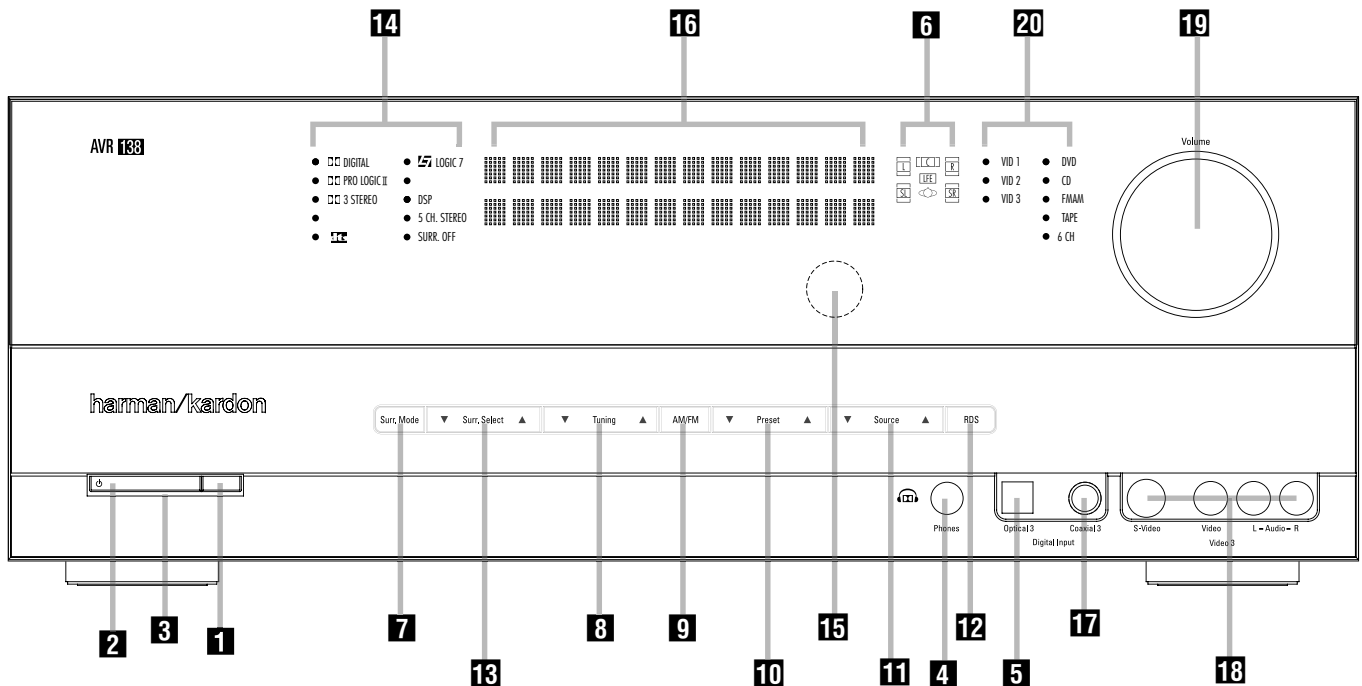 14 16 6 20 19
AVR 138
DIGITAL
PRO LOGIC II
3 STEREO
dts
LOGIC 7
DSP
5 CH. STEREO
SURR. OFF
L C R
LFE
SL SR
VID 1
VID 2
VID 3
DVD
CD
FMAM
TAPE
6 CH
Volume
harman/kardon
Surr. Mode ▼ Surr. Select ▲ ▼ Tuning ▲ AM/FM ▼ Preset ▲ ▼ Source ▲ RDS
Phones
Optical 3 Coaxial 3
Digital Input
S-Video Video L – Audio – R
Video 3
2 3 1 7 13 8 9 10 15 11 12 4 5 17 18